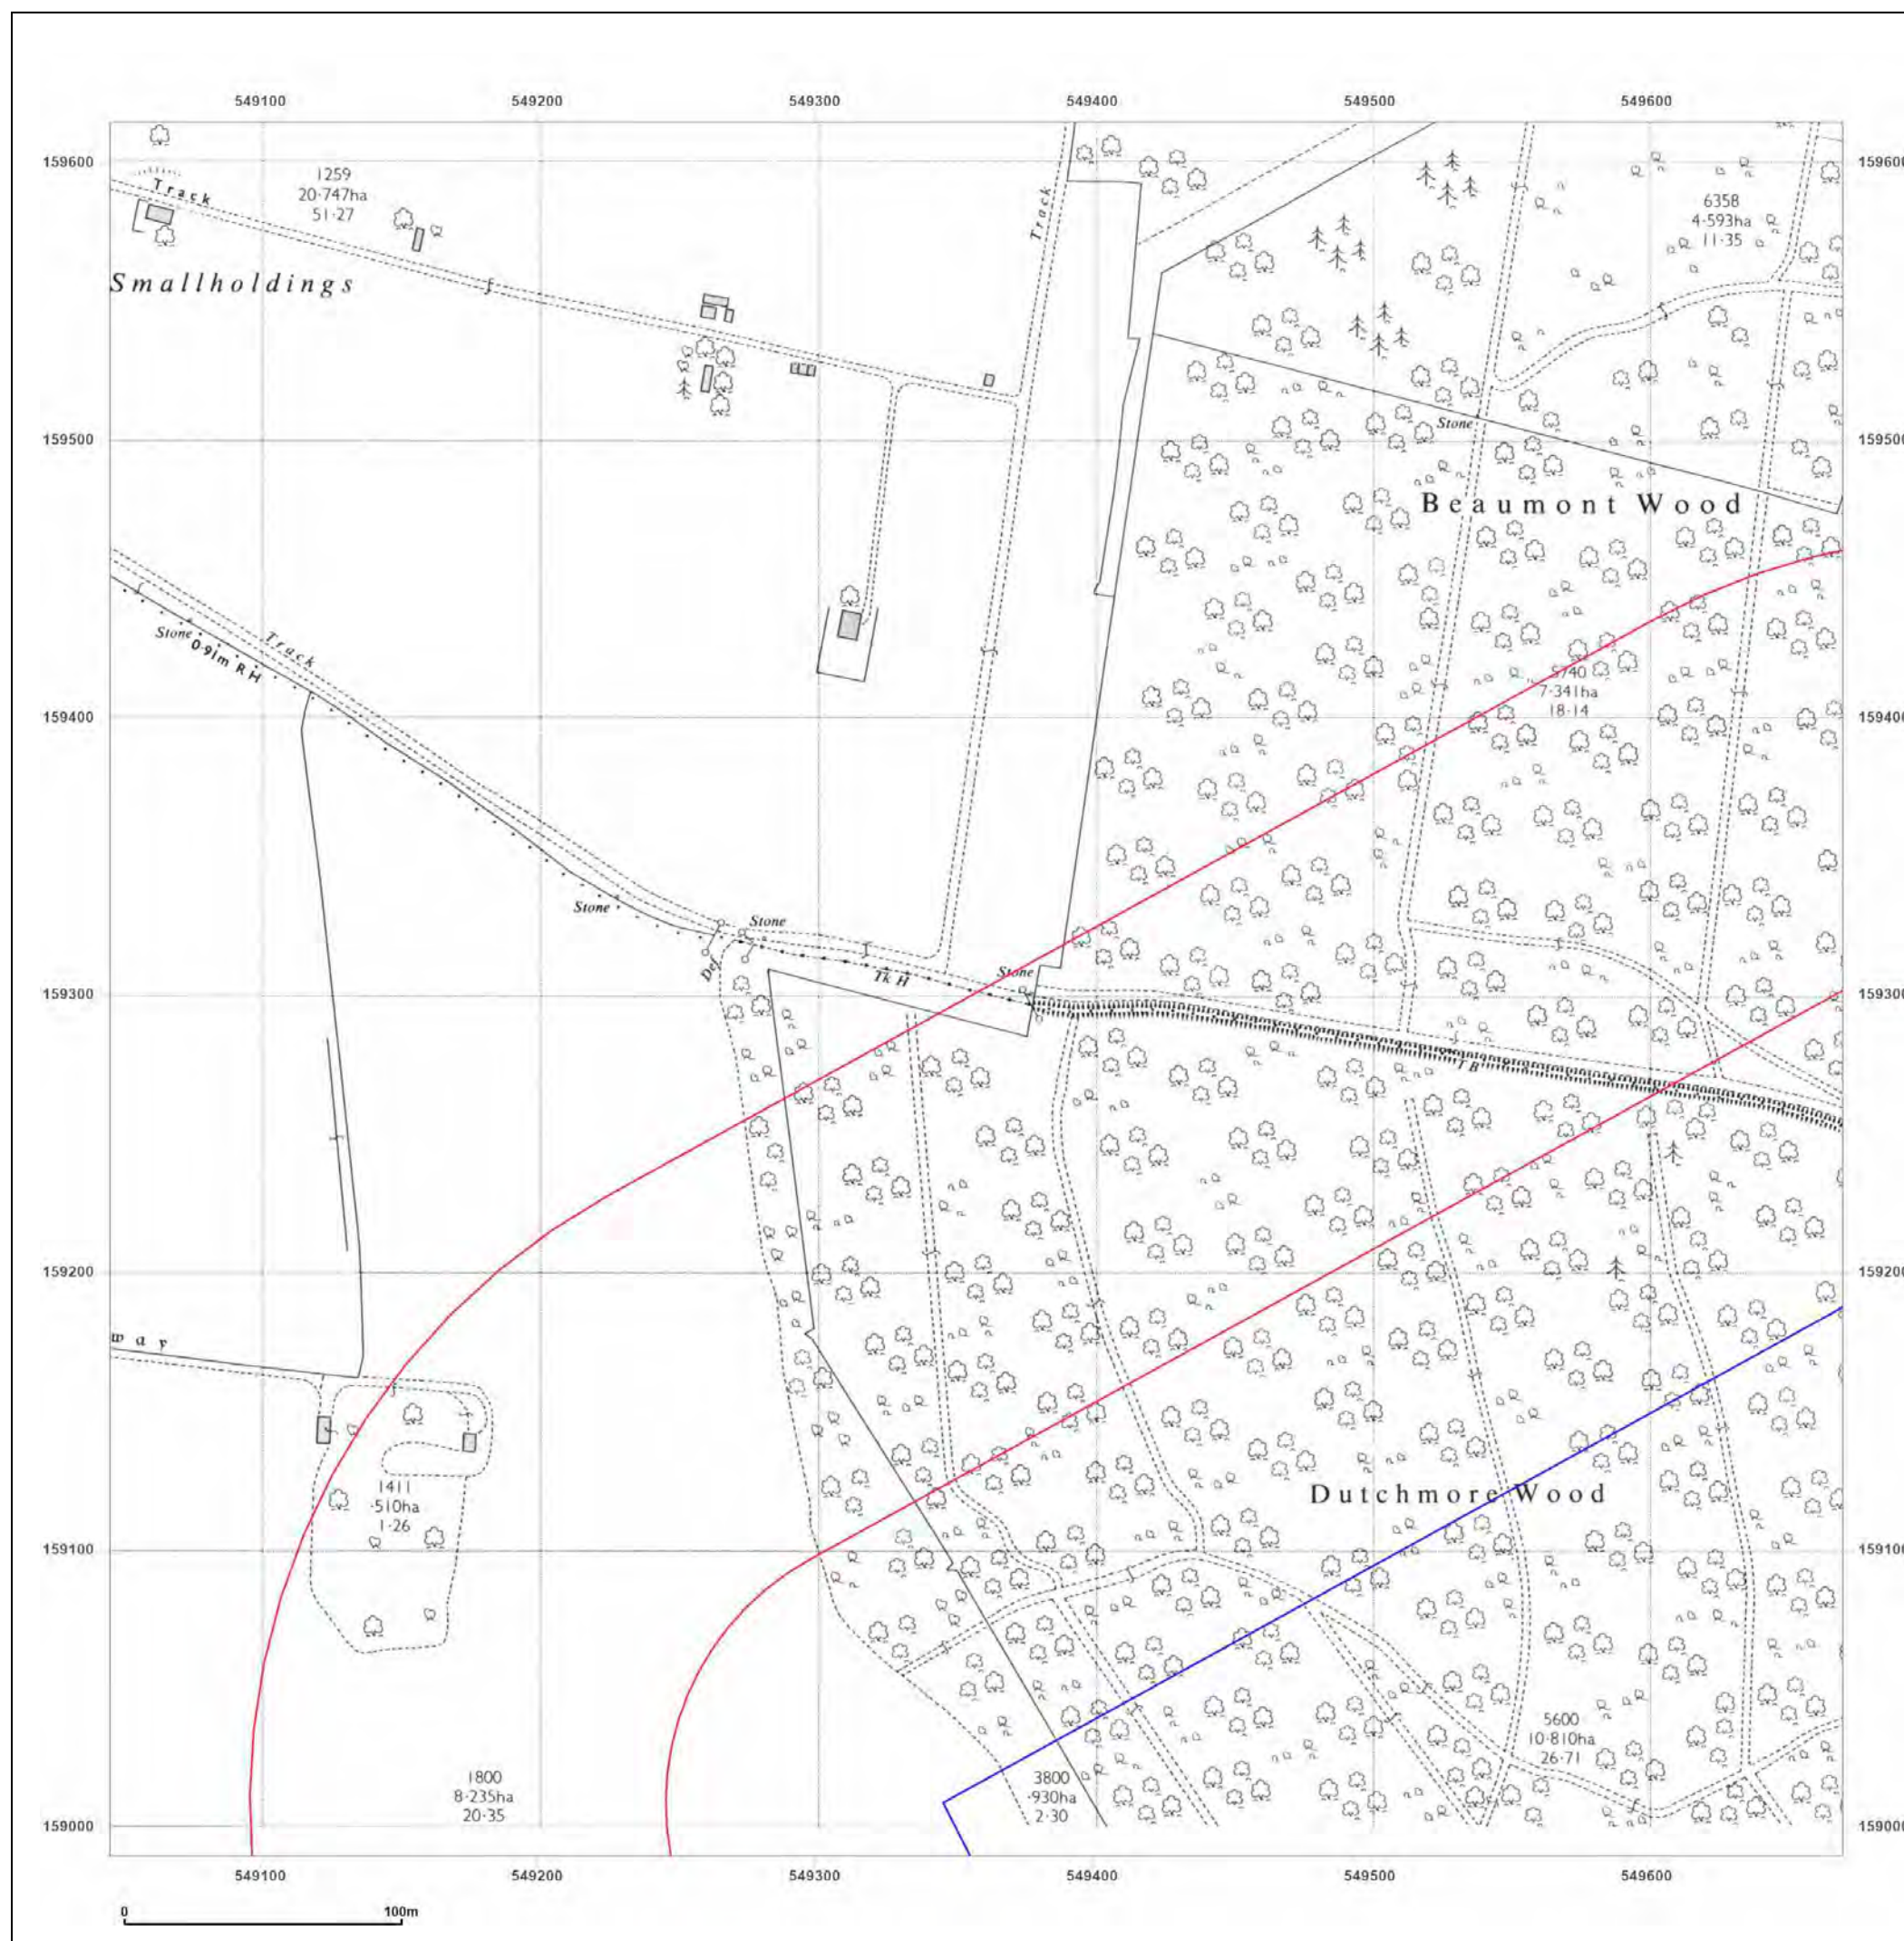 549100 549200 549300 549400 549500 549600
159600 159600
Track
1259
20·747ha
51·27
Track
6358
4·593ha
11·35
Smallholdings
Stone
159500 159500
Beaumont Wood
Stone
0·91m RH
Track
5740
7·341ha
18·14
159400 159400
Stone
Stone
Def
Tk H
Stone
159300 159300
TB
159200 159200
way
1411
·510ha
1·26
Dutchmore Wood
159100 159100
1800
8·235ha
20·35
3800
·930ha
2·30
5600
10·810ha
26·71
159000 159000
549100 549200 549300 549400 549500 549600
0 100m